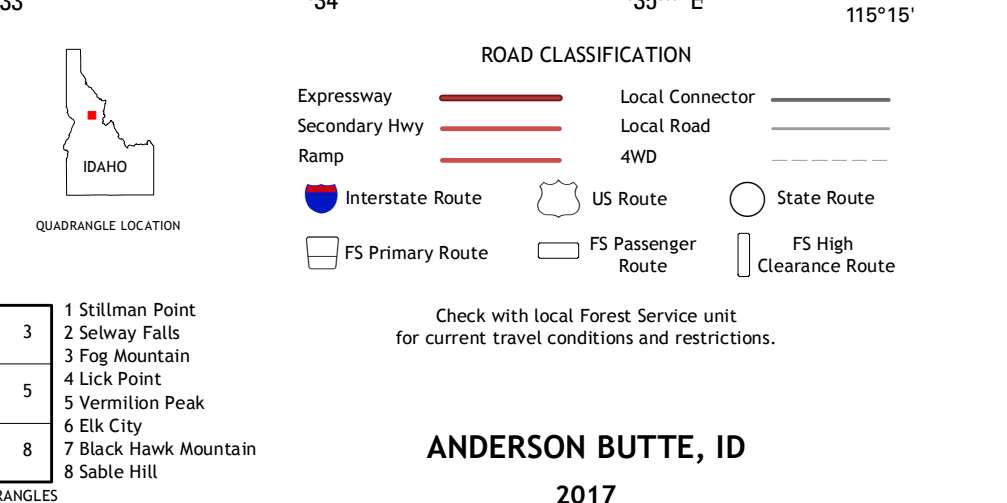 33
34
35
E
115°15'
ROAD CLASSIFICATION
Expressway
Secondary Hwy
Ramp
Local Connector
Local Road
4WD
Interstate Route
US Route
State Route
FS Primary Route
FS Passenger
Route
FS High
Clearance Route
IDAHO
QUADRANGLE LOCATION
3
5
8
1 Stillman Point
2 Selway Falls
3 Fog Mountain
4 Lick Point
5 Vermilion Peak
6 Elk City
7 Black Hawk Mountain
8 Sable Hill
RANGLES
Check with local Forest Service unit
for current travel conditions and restrictions.
ANDERSON BUTTE, ID
2017